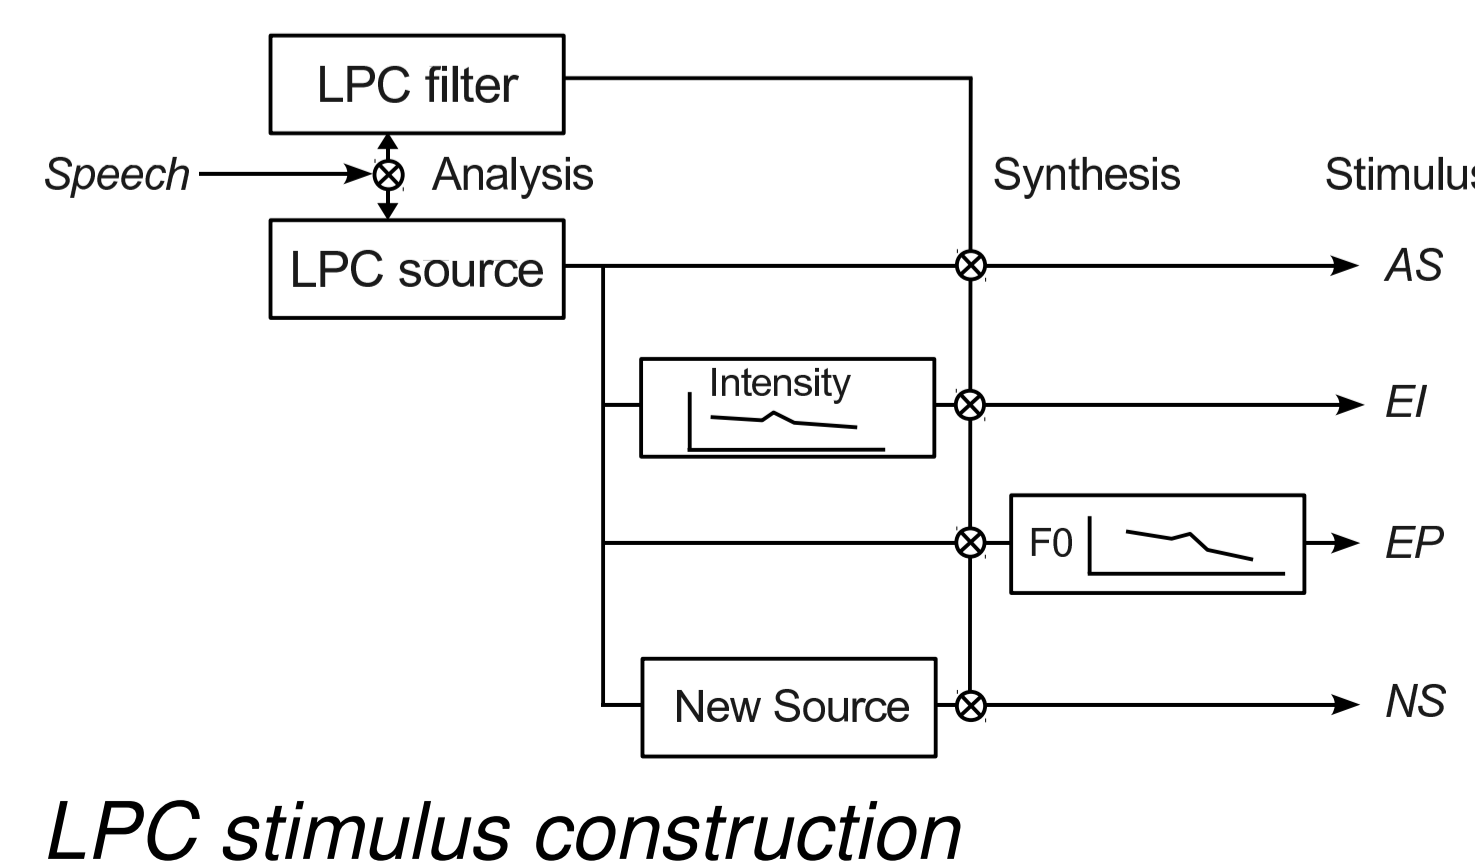 LPC filter
Speech
Analysis
Synthesis
Stimulus
LPC source
AS
Intensity
EI
F0
EP
New Source
NS
LPC stimulus construction